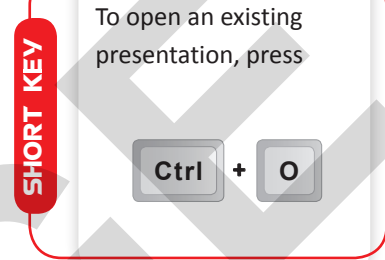 SHORT KEY
To open an existing
presentation, press
Ctrl + O